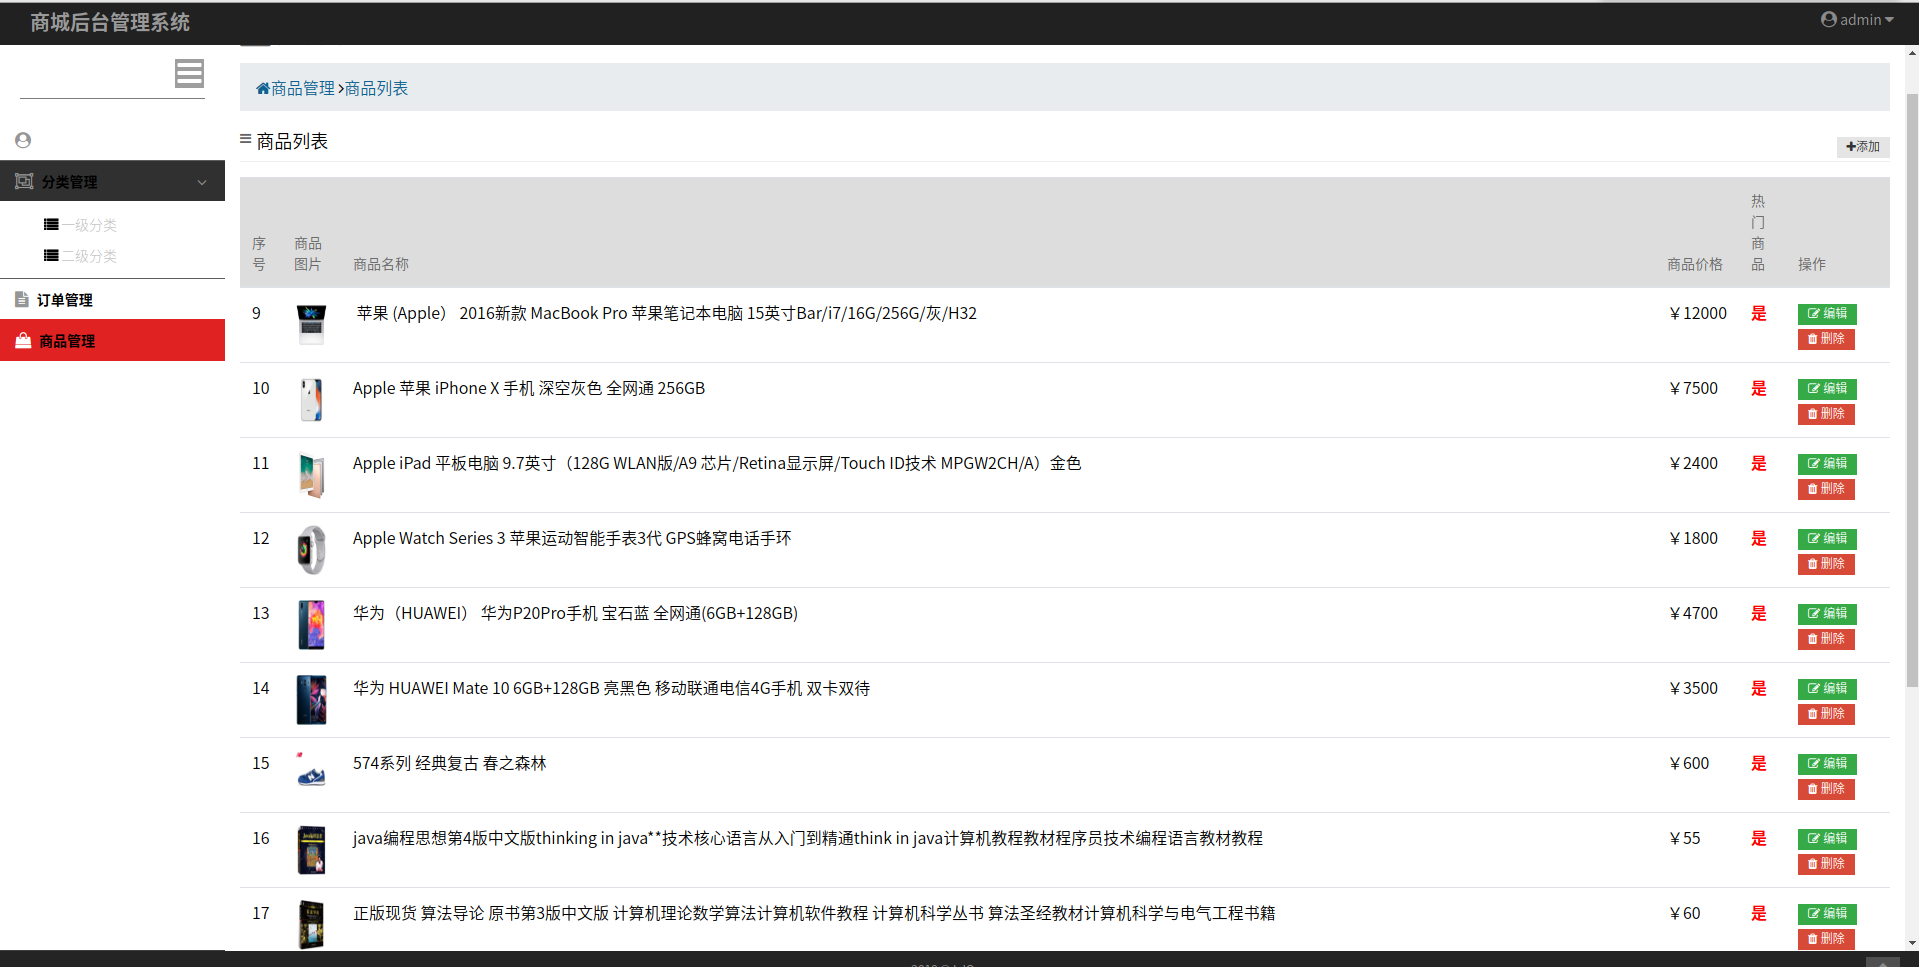 商城后台管理系统
admin
商品管理 > 商品列表
商品列表
添加
分类管理
一级分类
二级分类
订单管理
商品管理
序号 商品图片 商品名称 商品价格 热门商品 操作
9 苹果 (Apple） 2016新款 MacBook Pro 苹果笔记本电脑 15英寸Bar/i7/16G/256G/灰/H32 ￥12000 是 编辑
删除
10 Apple 苹果 iPhone X 手机 深空灰色 全网通 256GB ￥7500 是 编辑
删除
11 Apple iPad 平板电脑 9.7英寸（128G WLAN版/A9 芯片/Retina显示屏/Touch ID技术 MPGW2CH/A）金色 ￥2400 是 编辑
删除
12 Apple Watch Series 3 苹果运动智能手表3代 GPS蜂窝电话手环 ￥1800 是 编辑
删除
13 华为（HUAWEI） 华为P20Pro手机 宝石蓝 全网通(6GB+128GB) ￥4700 是 编辑
删除
14 华为 HUAWEI Mate 10 6GB+128GB 亮黑色 移动联通电信4G手机 双卡双待 ￥3500 是 编辑
删除
15 574系列 经典复古 春之森林 ￥600 是 编辑
删除
16 java编程思想第4版中文版thinking in java**技术核心语言从入门到精通think in java计算机教程教材程序员技术编程语言教材教程 ￥55 是 编辑
删除
17 正版现货 算法导论 原书第3版中文版 计算机理论数学算法计算机软件教程 计算机科学丛书 算法圣经教材计算机科学与电气工程书籍 ￥60 是 编辑
删除